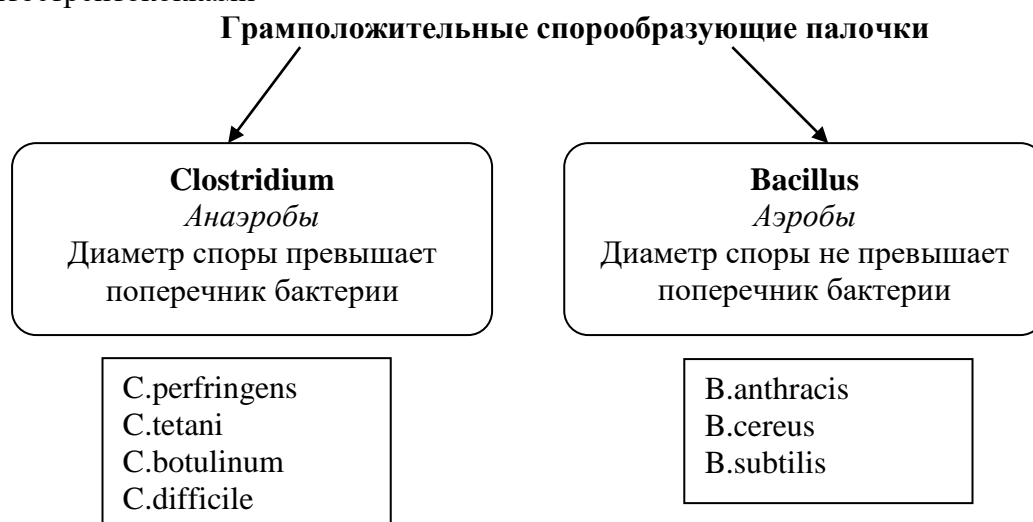 Грамположительные спорообразующие палочки
Clostridium
Анаэробы
Диаметр споры превышает
поперечник бактерии
Bacillus
Аэробы
Диаметр споры не превышает
поперечник бактерии
C.perfringens
C.tetani
C.botulinum
C.difficile
B.anthracis
B.cereus
B.subtilis